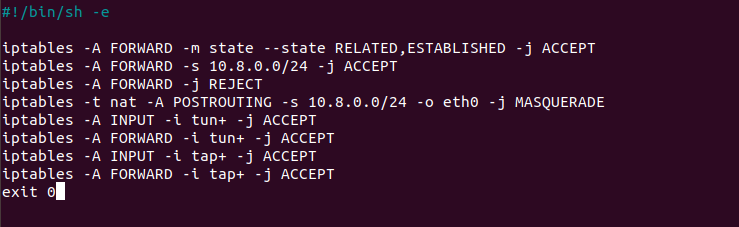 #!/bin/sh -e
iptables -A FORWARD -m state --state RELATED,ESTABLISHED -j ACCEPT
iptables -A FORWARD -s 10.8.0.0/24 -j ACCEPT
iptables -A FORWARD -j REJECT
iptables -t nat -A POSTROUTING -s 10.8.0.0/24 -o eth0 -j MASQUERADE
iptables -A INPUT -i tun+ -j ACCEPT
iptables -A FORWARD -i tun+ -j ACCEPT
iptables -A INPUT -i tap+ -j ACCEPT
iptables -A FORWARD -i tap+ -j ACCEPT
exit 0